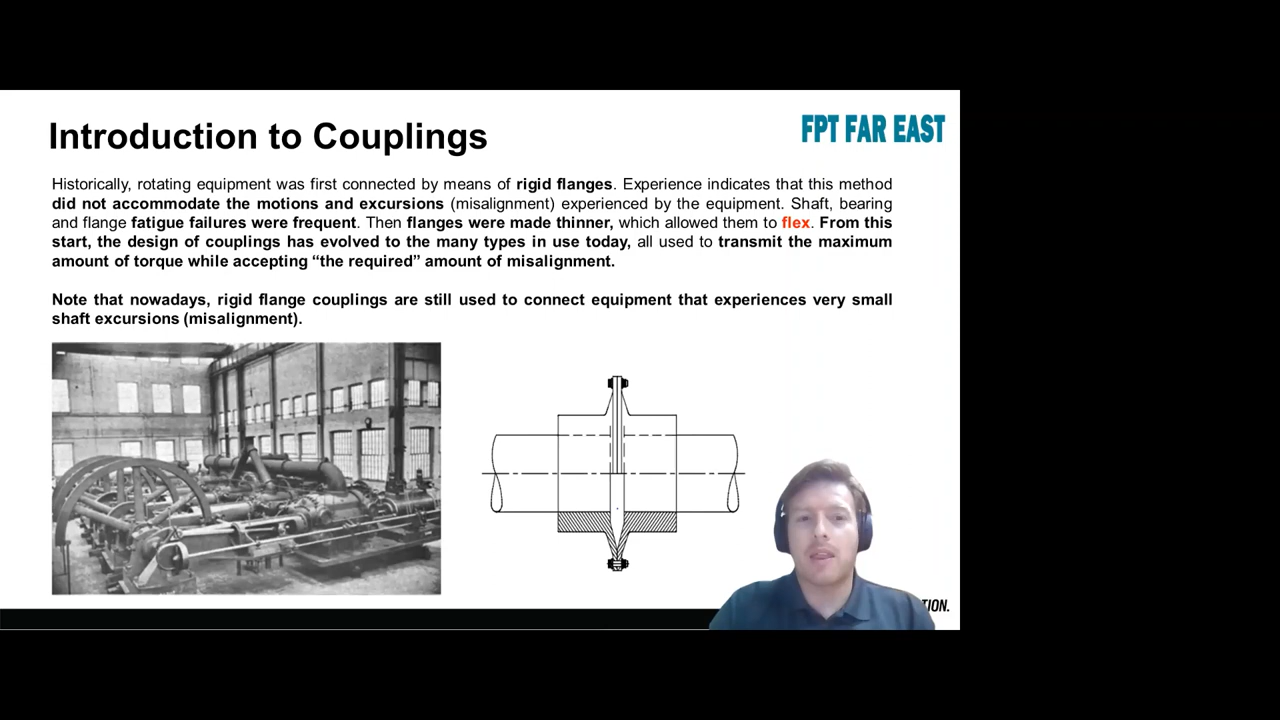 Introduction to Couplings
FPT FAR EAST
Historically, rotating equipment was first connected by means of rigid flanges. Experience indicates that this method
did not accommodate the motions and excursions (misalignment) experienced by the equipment. Shaft, bearing
and flange fatigue failures were frequent. Then flanges were made thinner, which allowed them to flex. From this
start, the design of couplings has evolved to the many types in use today, all used to transmit the maximum
amount of torque while accepting “the required” amount of misalignment.
Note that nowadays, rigid flange couplings are still used to connect equipment that experiences very small
shaft excursions (misalignment).